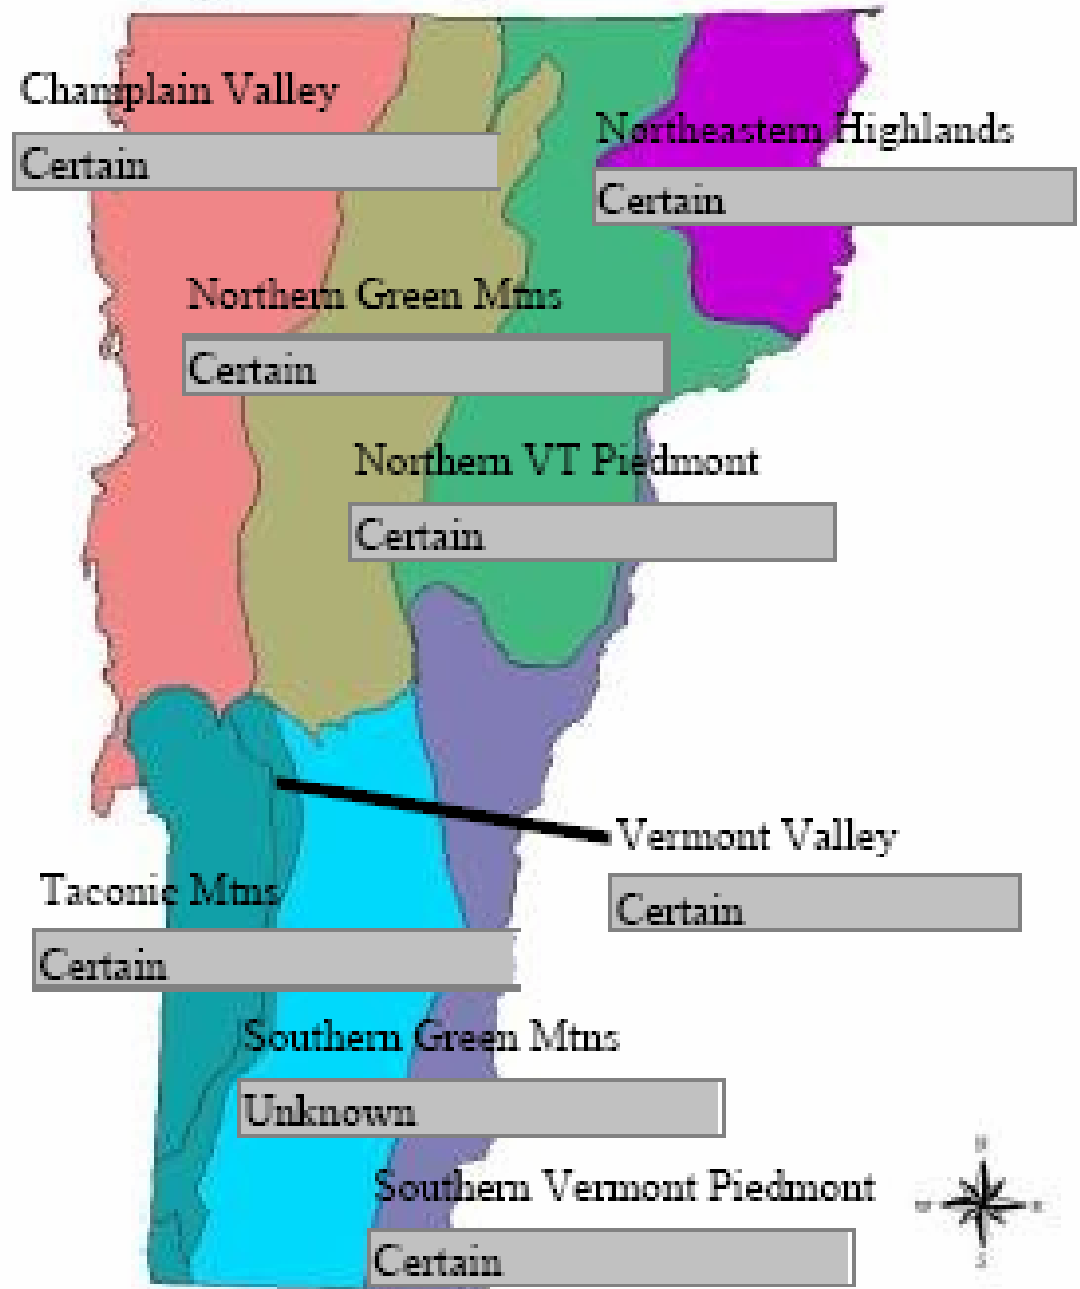 Champlain Valley
Certain
Northeastern Highlands
Certain
Northern Green Mtns
Certain
Northern VT Piedmont
Certain
Vermont Valley
Certain
Taconic Mtns
Certain
Southern Green Mtns
Unknown
Southern Vermont Piedmont
Certain
S